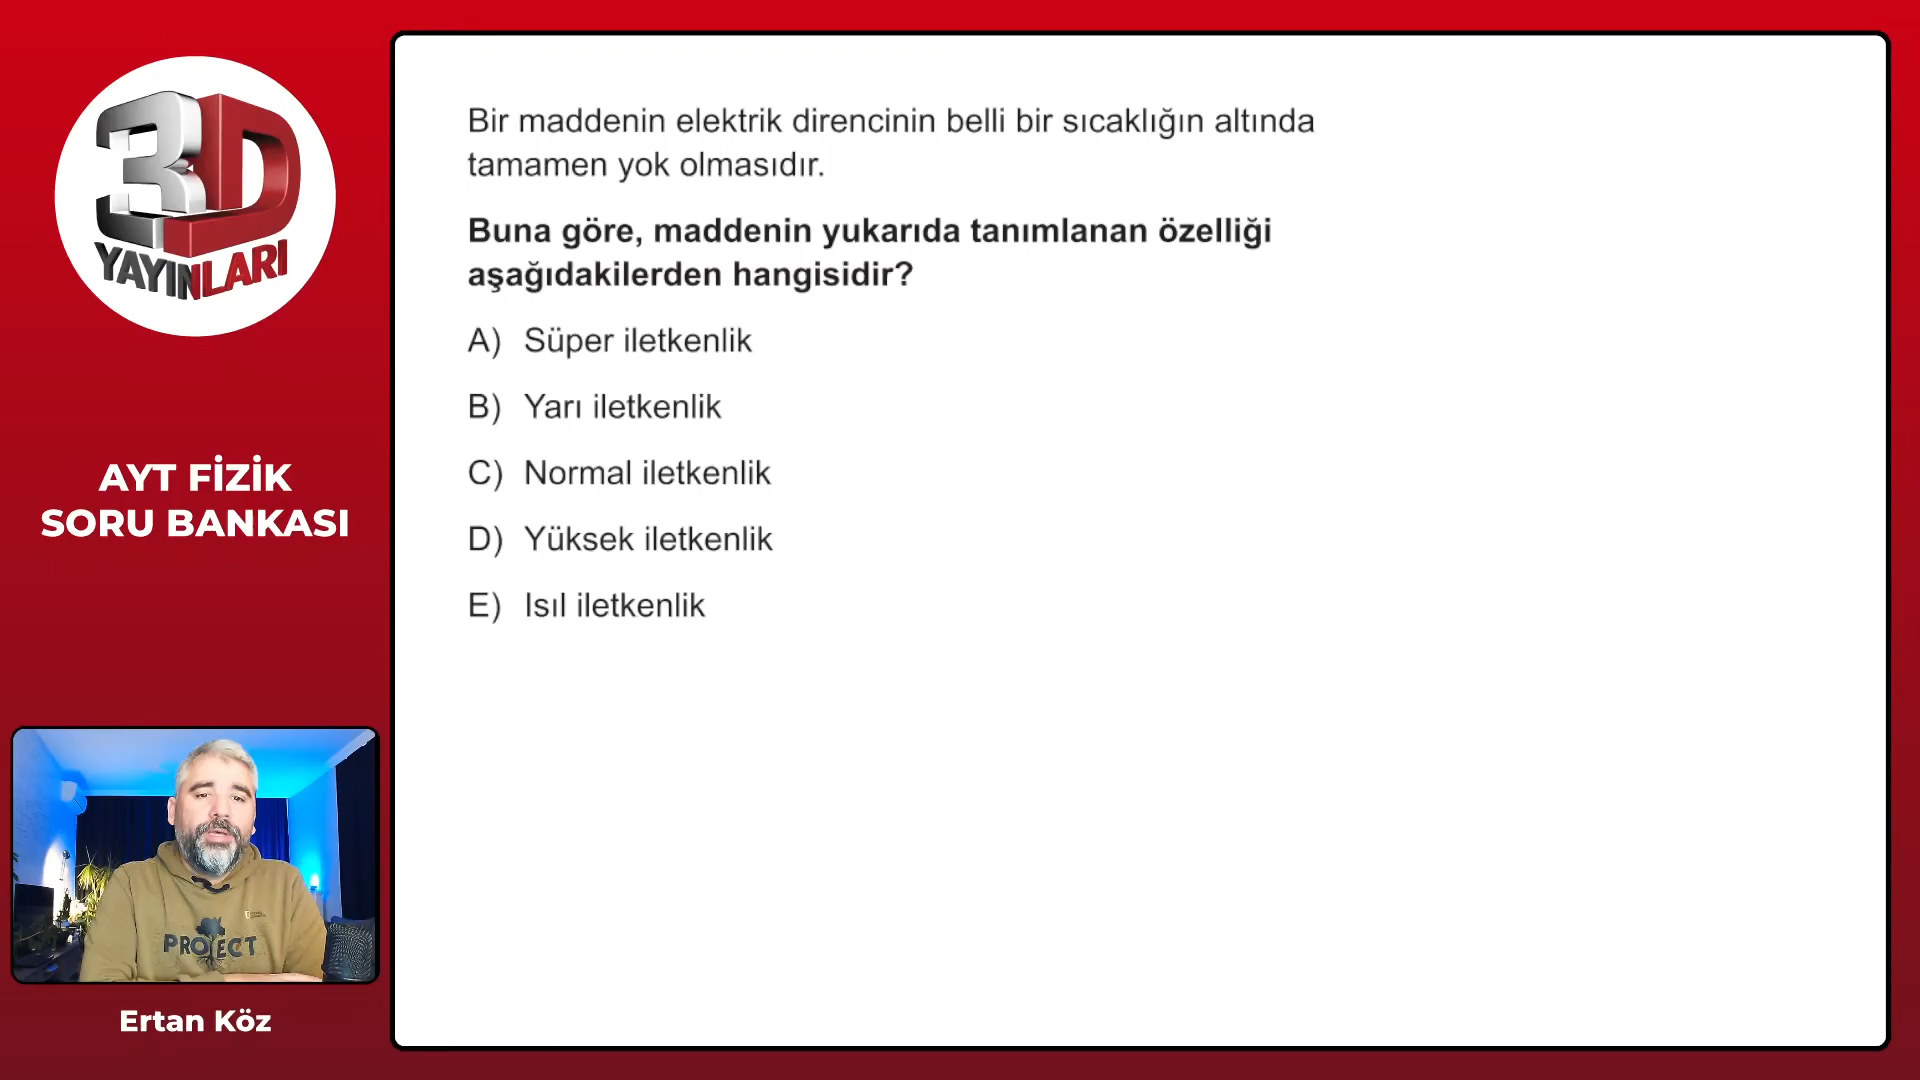 3D
YAYINLARI
AYT FİZİK
SORU BANKASI
PROTECT
Ertan Köz
Bir maddenin elektrik direncinin belli bir sıcaklığın altında
tamamen yok olmasıdır.
Buna göre, maddenin yukarıda tanımlanan özelliği
aşağıdakilerden hangisidir?
A) Süper iletkenlik
B) Yarı iletkenlik
C) Normal iletkenlik
D) Yüksek iletkenlik
E) Isıl iletkenlik